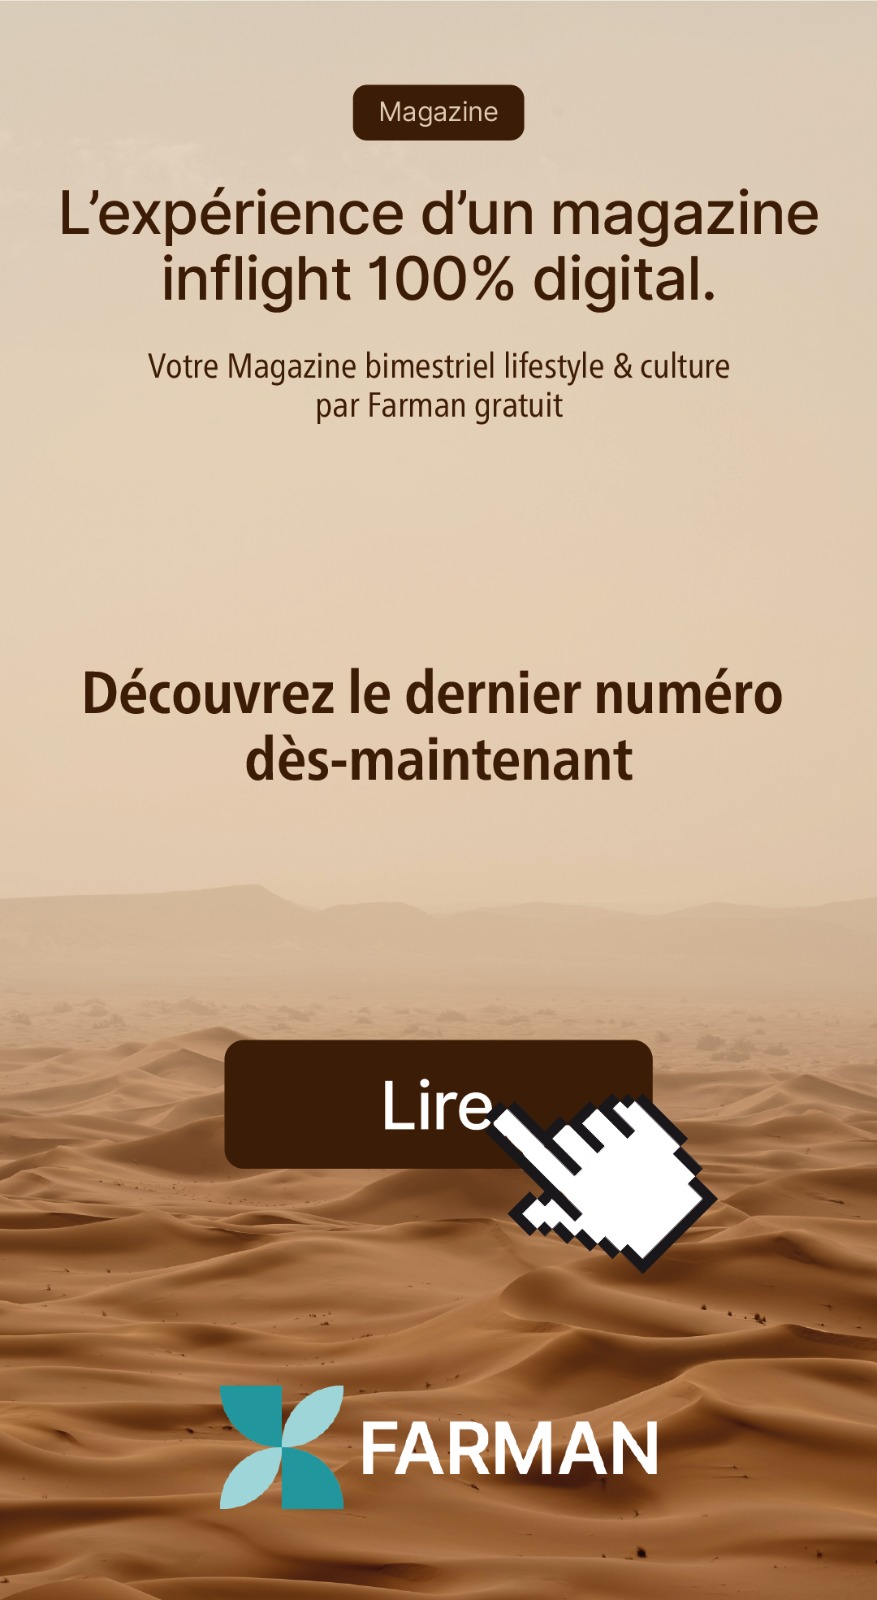 Magazine
L’expérience d’un magazine
inflight 100% digital.
Votre Magazine bimestriel lifestyle & culture
par Farman gratuit
Découvrez le dernier numéro
dès-maintenant
Lire
FARMAN